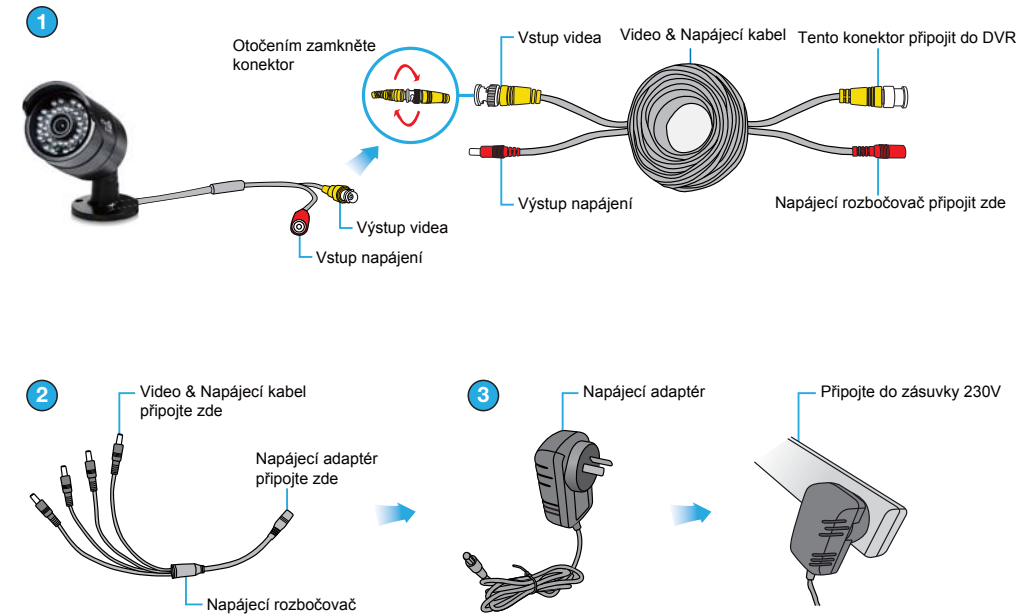 1
Otočením zamkněte
konektor
Vstup videa
Video & Napájecí kabel
Tento konektor připojit do DVR
Výstup napájení
Napájecí rozbočovač připojit zde
Výstup videa
Vstup napájení
2
Video & Napájecí kabel
připojte zde
Napájecí adaptér
připojte zde
Napájecí rozbočovač
3
Napájecí adaptér
Připojte do zásuvky 230V